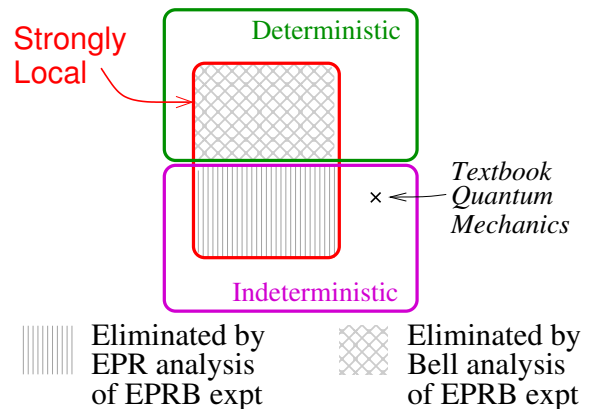 Deterministic
Strongly
Local
Textbook
Quantum
Mechanics
Indeterministic
Eliminated by
EPR analysis
of EPRB expt
Eliminated by
Bell analysis
of EPRB expt